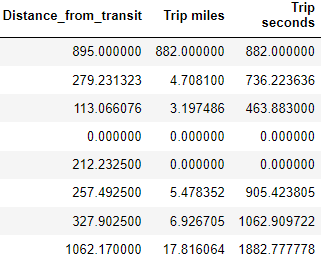 Distance_from_transit Trip miles Trip seconds
895.000000 882.000000 882.000000
279.231323 4.708100 736.223636
113.066076 3.197486 463.883000
0.000000 0.000000 0.000000
212.232500 0.000000 0.000000
257.492500 5.478352 905.423805
327.902500 6.926705 1062.909722
1062.170000 17.816064 1882.777778